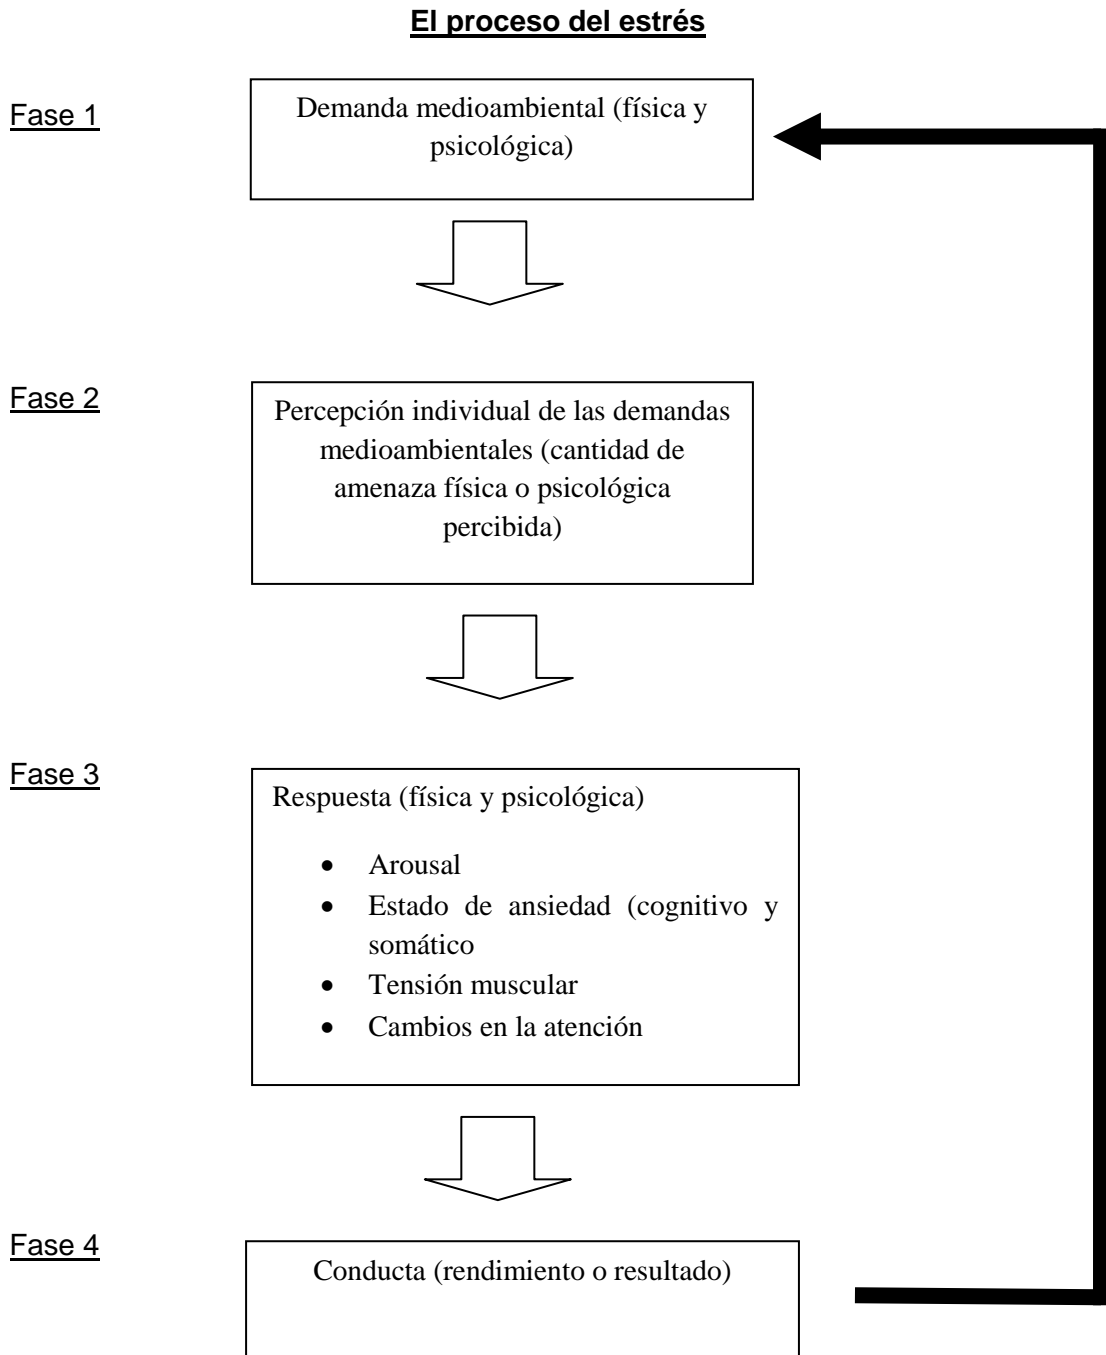 El proceso del estrés
Fase 1
Demanda medioambiental (física y
psicológica)
Fase 2
Percepción individual de las demandas
medioambientales (cantidad de
amenaza física o psicológica
percibida)
Fase 3
Respuesta (física y psicológica)
• Arousal
• Estado de ansiedad (cognitivo y
somático
• Tensión muscular
• Cambios en la atención
Fase 4
Conducta (rendimiento o resultado)